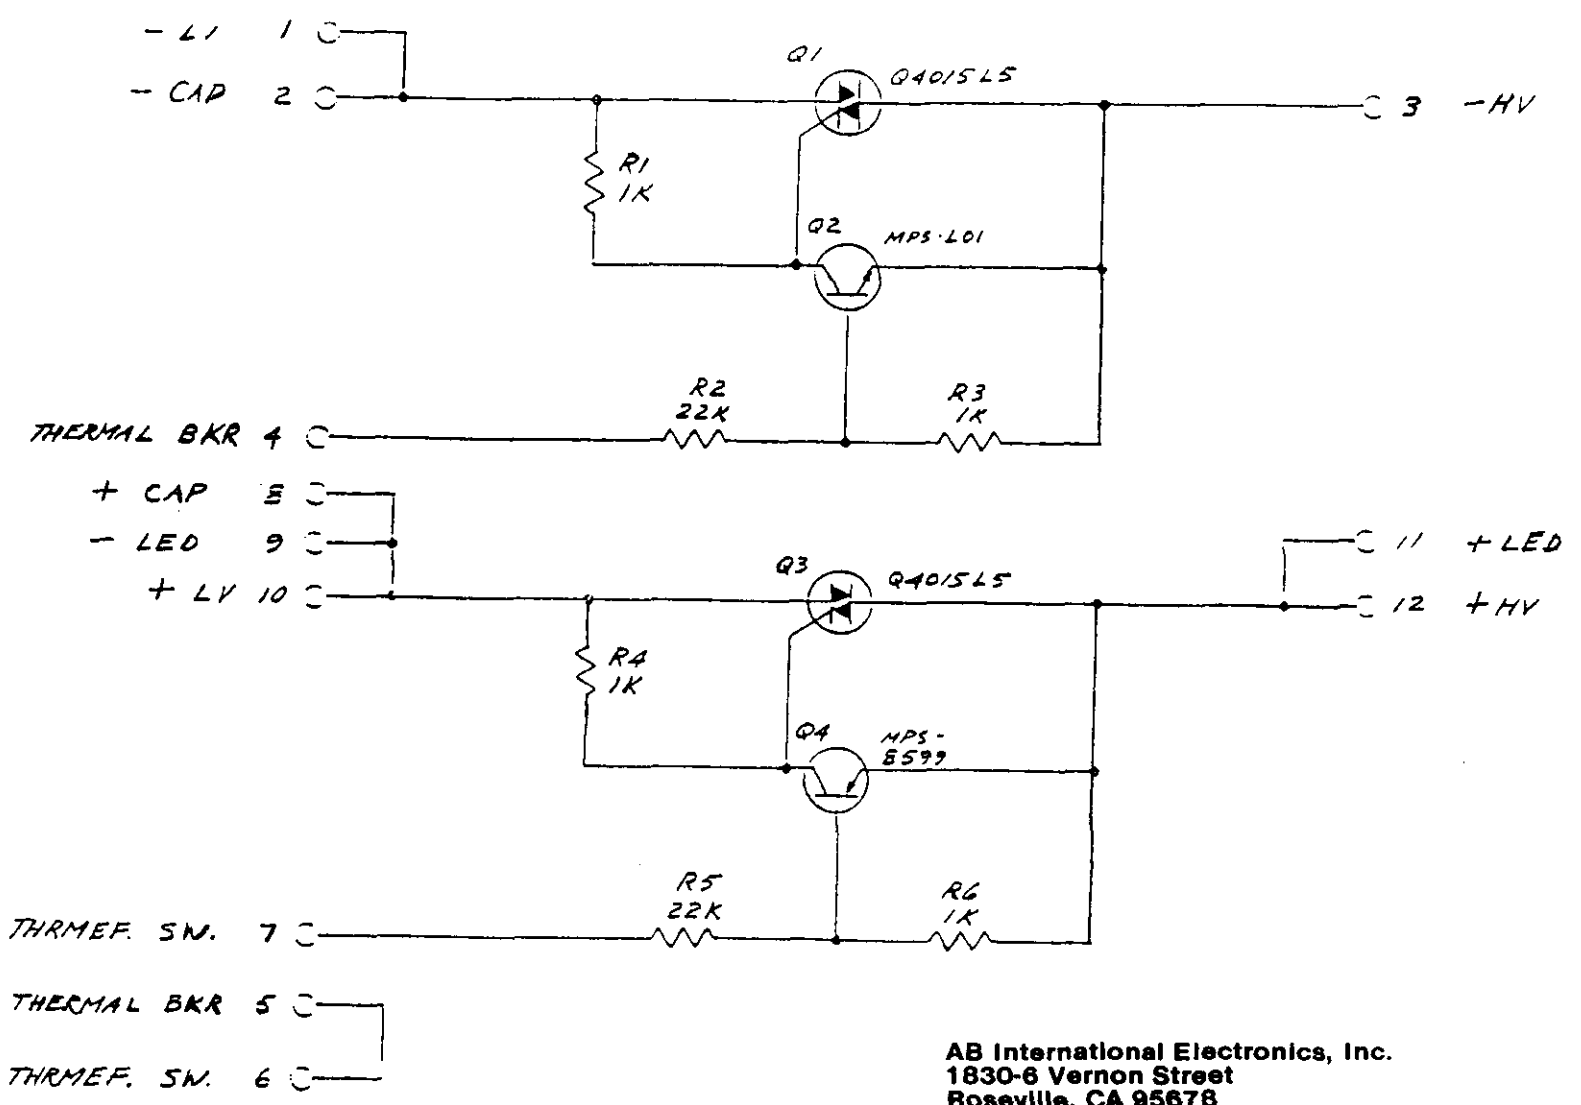 - L1 1
Q1
Q4015L5
- CAP 2
3 -HV
R1
1K
Q2
MPS-L01
R2
22K
R3
1K
THERMAL BKR 4
+ CAP 8
- LED 9
11 +LED
+ LV 10
Q3
Q4015L5
12 +HV
R4
1K
Q4
MPS-
8599
R5
22K
R6
1K
THRMEF. SW. 7
THERMAL BKR 5
THRMEF. SW. 6
AB International Electronics, Inc.
1830-6 Vernon Street
Roseville, CA 95678